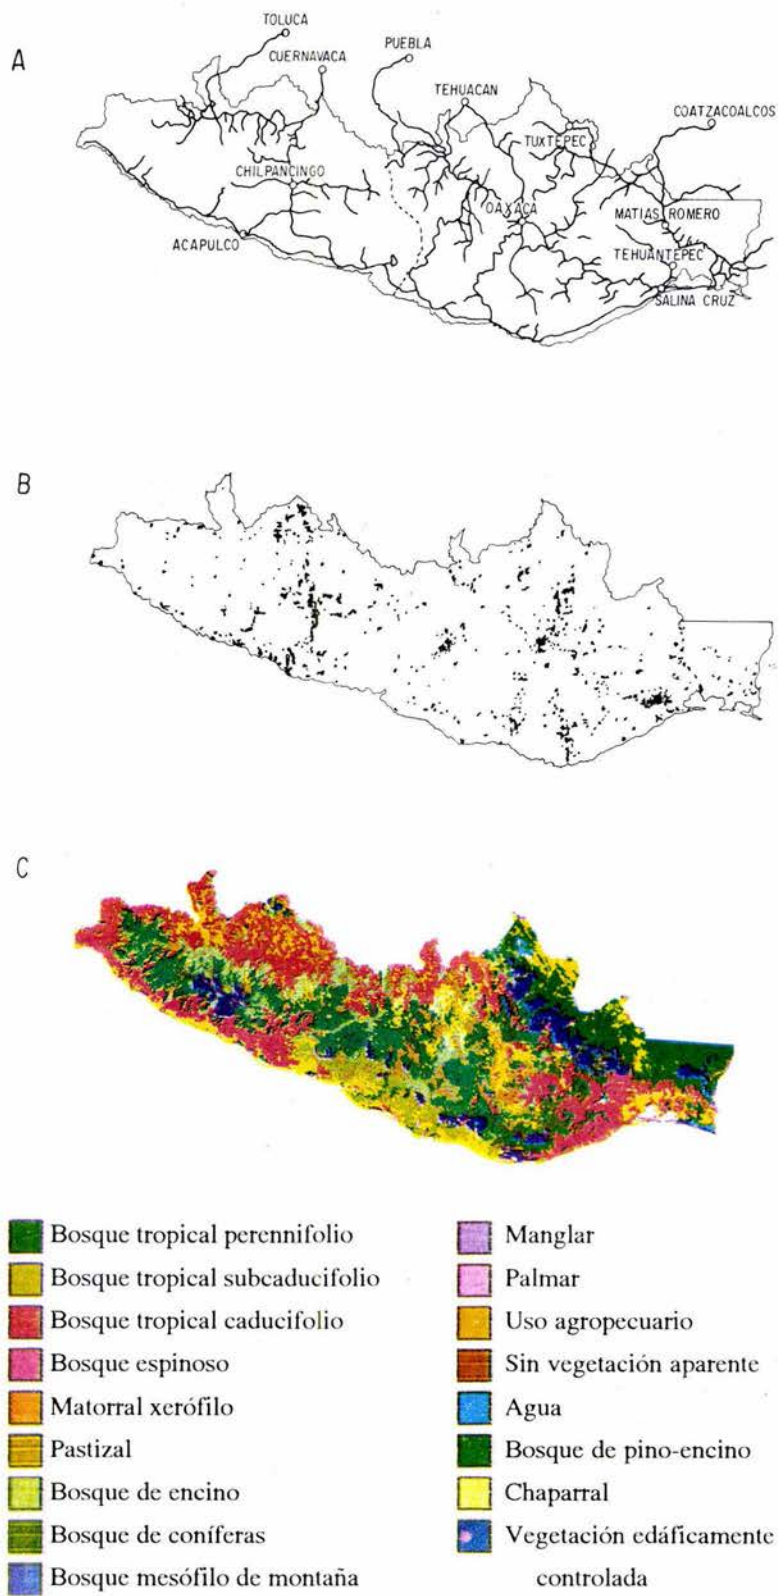 A
TOLUCA
CUERNAVACA
PUEBLA
TEHUACAN
COATZACOALCOS
TUXTEPEC
CHILPANCINGO
OAXACA
MATIAS ROMERO
ACAPULCO
TEHUANTEPEC
SALINA CRUZ
B
C
Bosque tropical perennifolio
Bosque tropical subcaducifolio
Bosque tropical caducifolio
Bosque espinoso
Matorral xerófilo
Pastizal
Bosque de encino
Bosque de coníferas
Bosque mesófilo de montaña
Manglar
Palmar
Uso agropecuario
Sin vegetación aparente
Agua
Bosque de pino-encino
Chaparral
Vegetación edáficamente
controlada